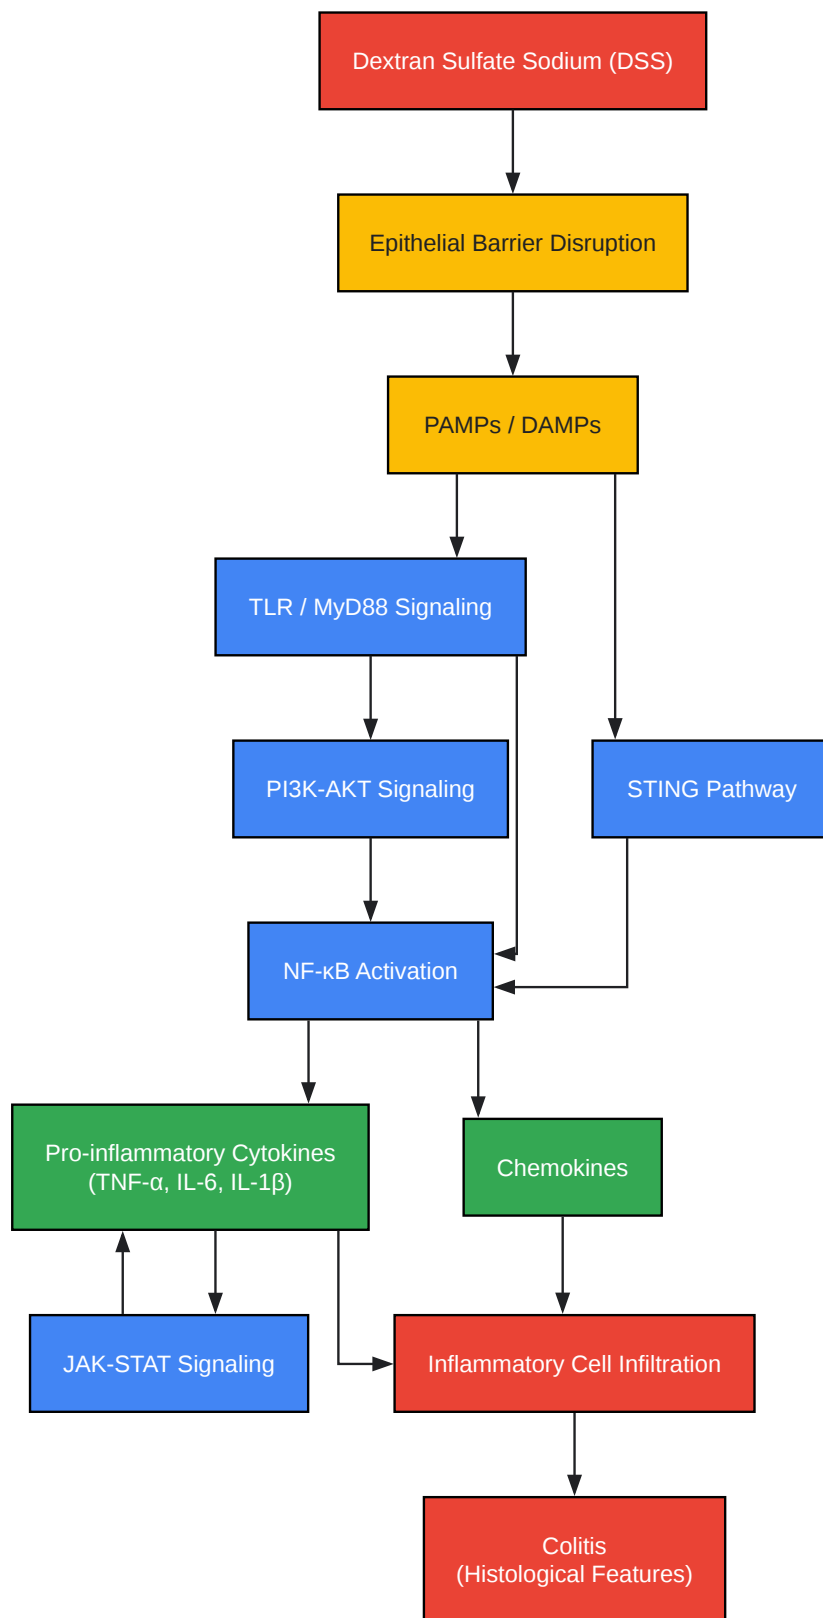 Dextran Sulfate Sodium (DSS)
Epithelial Barrier Disruption
PAMPs / DAMPs
TLR / MyD88 Signaling
PI3K-AKT Signaling
STING Pathway
NF-κB Activation
Pro-inflammatory Cytokines
(TNF-α, IL-6, IL-1β)
Chemokines
JAK-STAT Signaling
Inflammatory Cell Infiltration
Colitis
(Histological Features)